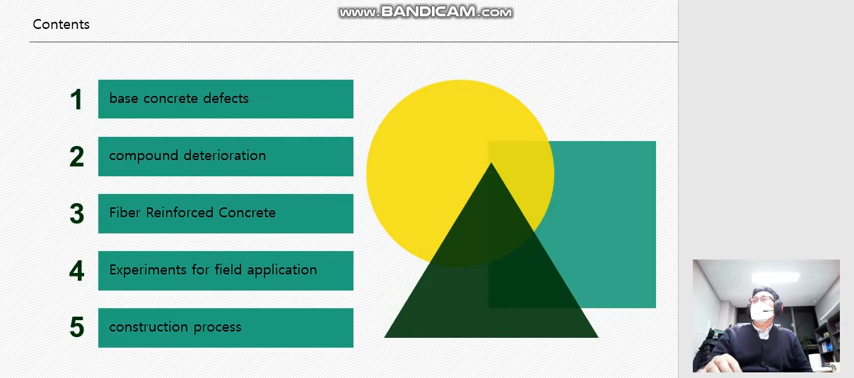 www.BANDICAM.com
Contents
1 base concrete defects
2 compound deterioration
3 Fiber Reinforced Concrete
4 Experiments for field application
5 construction process